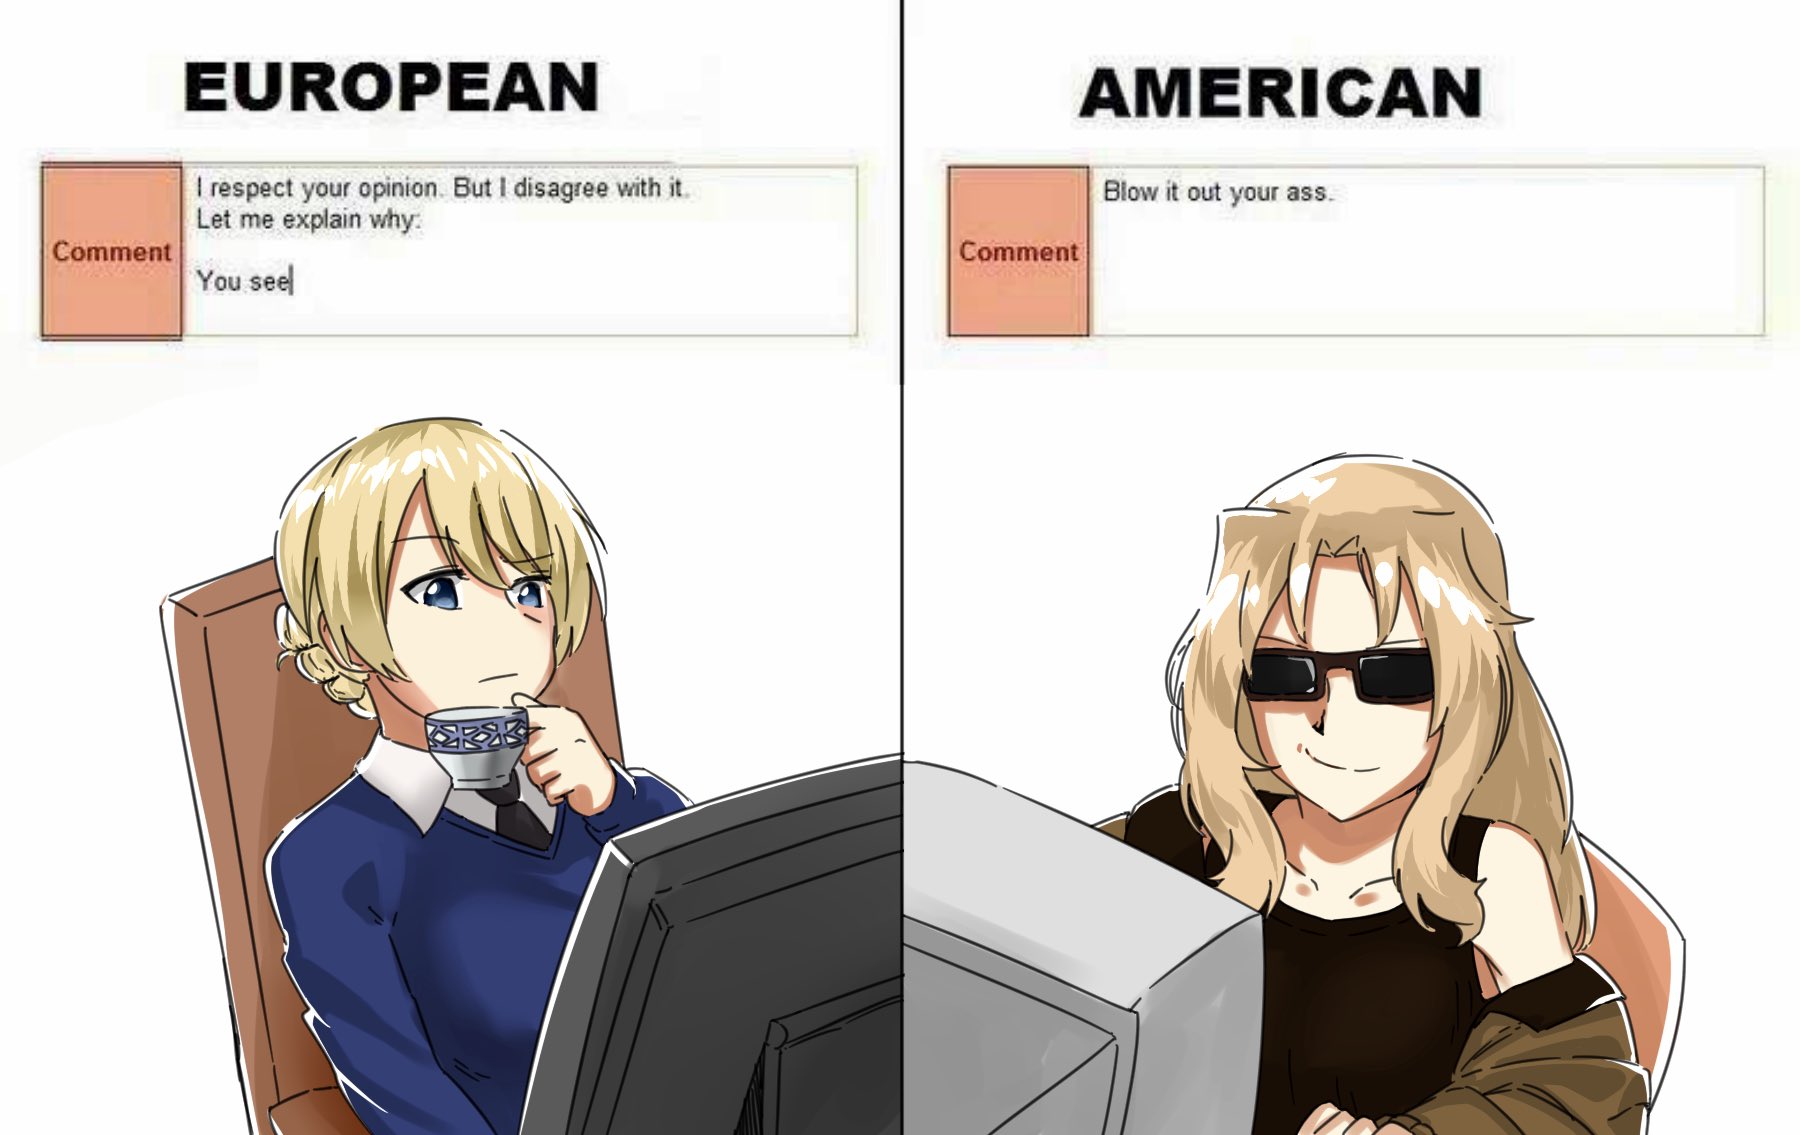 EUROPEAN
Comment
I respect your opinion. But I disagree with it.
Let me explain why:
You see
AMERICAN
Comment
Blow it out your ass.